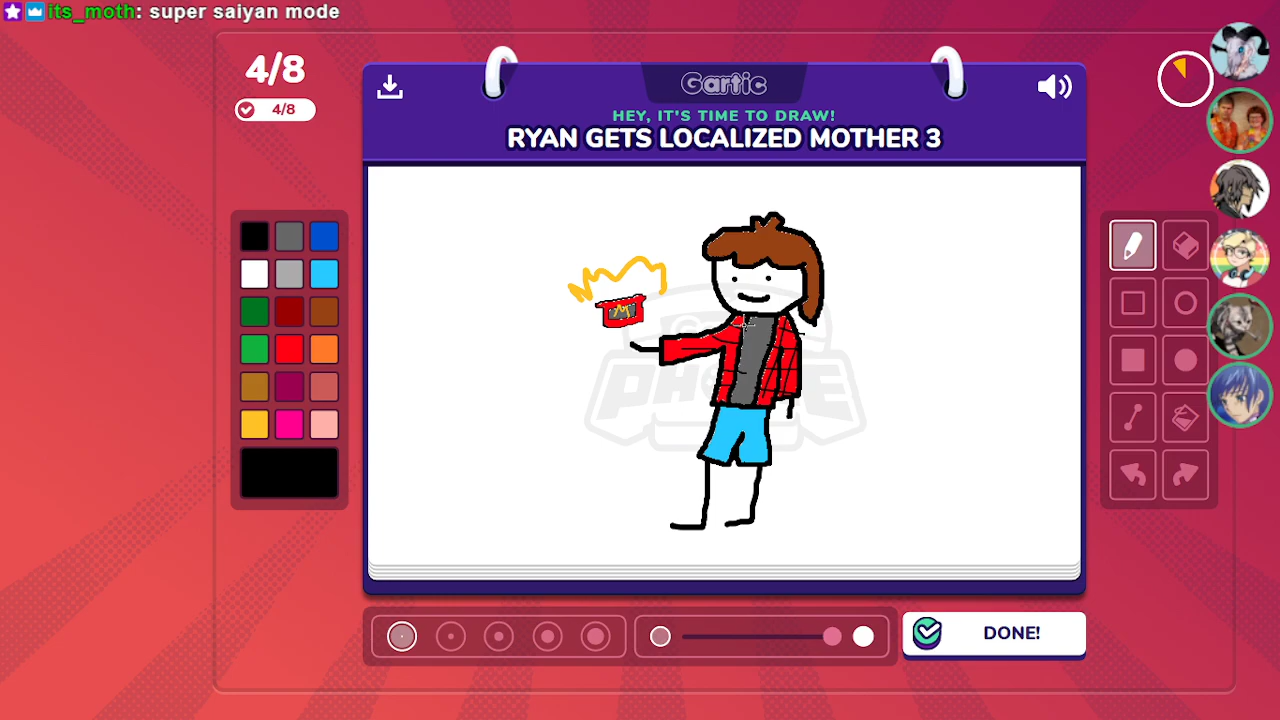 its_moth: super saiyan mode
4/8
4/8
Gartic
HEY, IT'S TIME TO DRAW!
RYAN GETS LOCALIZED MOTHER 3
PHONE
DONE!